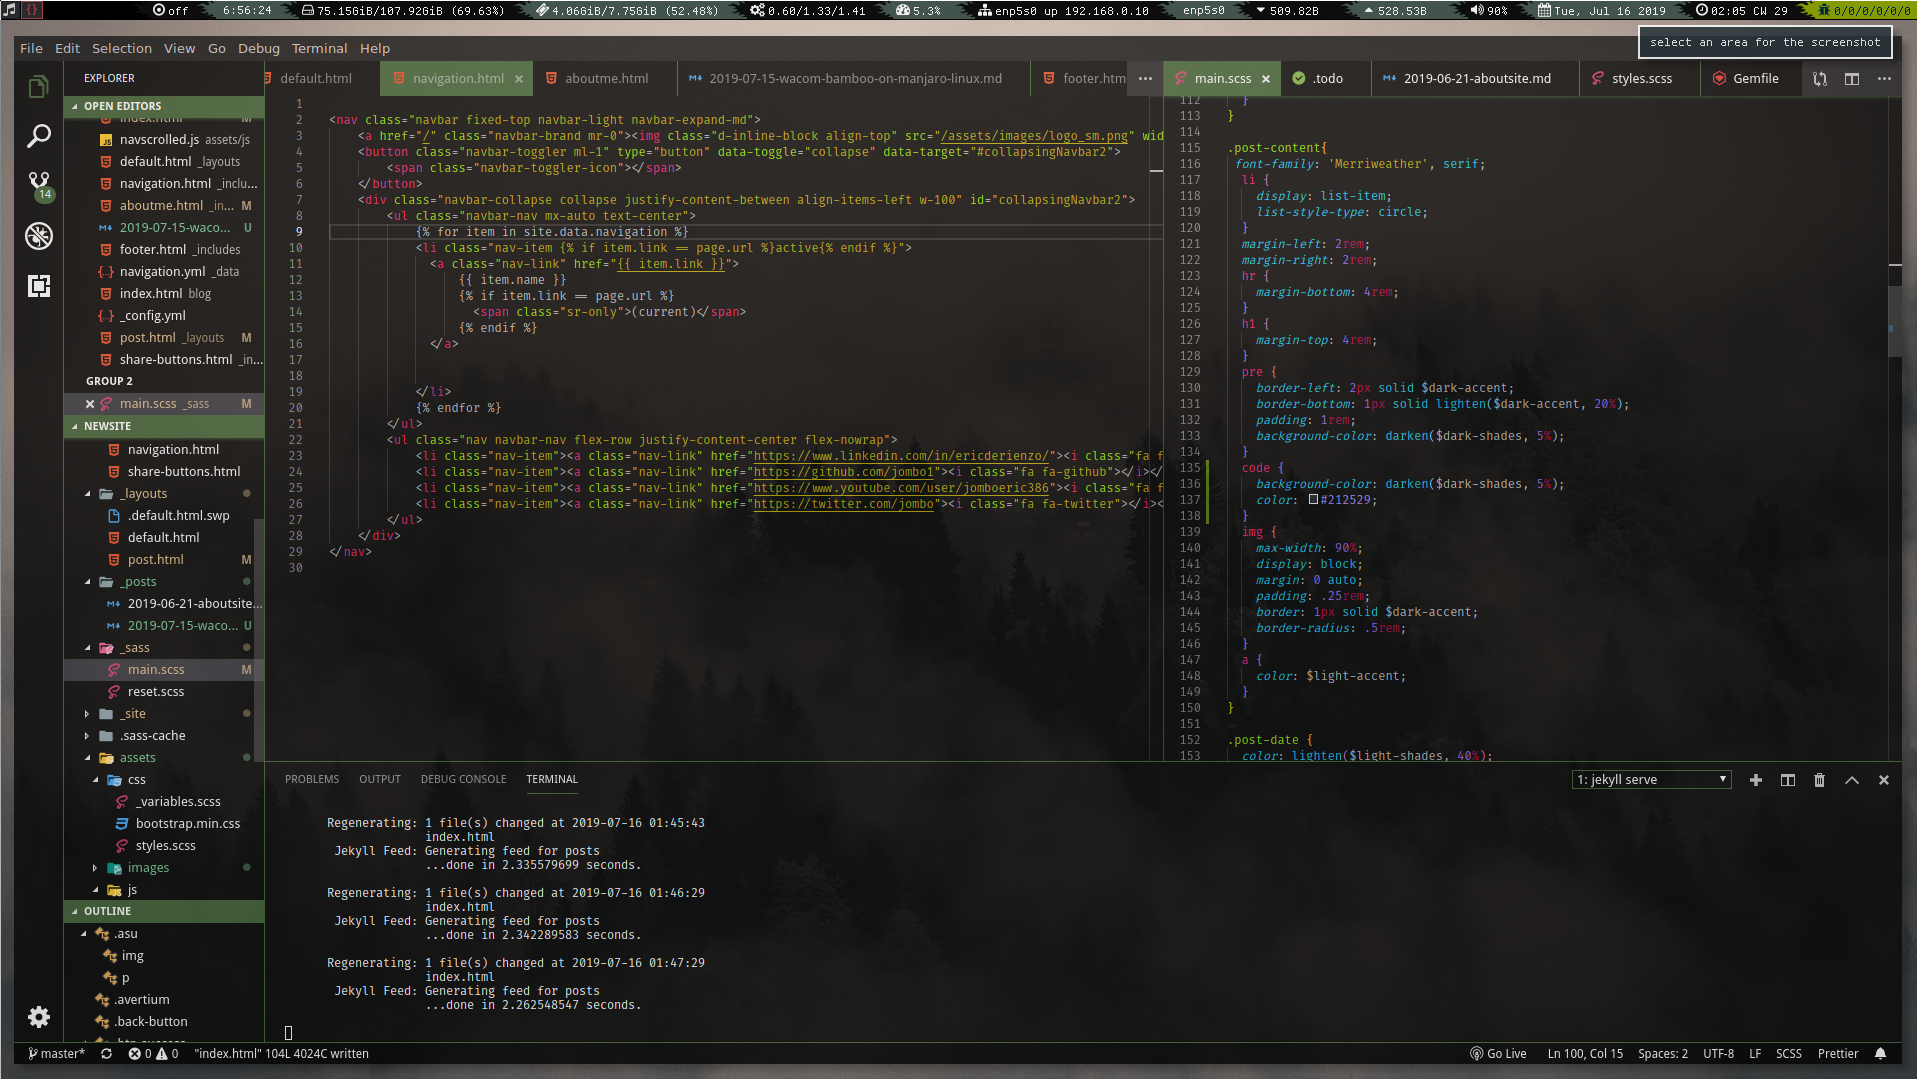 {} off 6:56:24 75.15GiB/107.92GiB (69.63%) 4.06GiB/7.75GiB (52.48%) 0.60/1.33/1.41 5.3% enp5s0 up 192.168.0.10 enp5s0 509.82B 528.53B 90% Tue, Jul 16 2019 02:05 CW 29 0/0/0/0/0/0
select an area for the screenshot
File Edit Selection View Go Debug Terminal Help
EXPLORER
OPEN EDITORS
index.html
navscrolled.js assets/js
default.html _layouts
navigation.html _inclu...
aboutme.html _in... M
2019-07-15-waco... U
footer.html _includes
{..} navigation.yml _data
index.html blog
{..} _config.yml
post.html _layouts M
share-buttons.html _in...
GROUP 2
main.scss _sass M
NEWSITE
navigation.html
share-buttons.html
_layouts
.default.html.swp
default.html
post.html M
_posts
2019-06-21-aboutsite...
2019-07-15-waco... U
_sass
main.scss M
reset.scss
_site
.sass-cache
assets
css
_variables.scss
bootstrap.min.css
styles.scss
images
js
OUTLINE
.asu
img
p
.avertium
.back-button
default.html navigation.html × aboutme.html 2019-07-15-wacom-bamboo-on-manjaro-linux.md footer.htm ...
1
2 <nav class="navbar fixed-top navbar-light navbar-expand-md">
3 <a href="/" class="navbar-brand mr-0"><img class="d-inline-block align-top" src="/assets/images/logo_sm.png" wid
4 <button class="navbar-toggler ml-1" type="button" data-toggle="collapse" data-target="#collapsingNavbar2">
5 <span class="navbar-toggler-icon"></span>
6 </button>
7 <div class="navbar-collapse collapse justify-content-between align-items-left w-100" id="collapsingNavbar2">
8 <ul class="navbar-nav mx-auto text-center">
9 {% for item in site.data.navigation %}
10 <li class="nav-item {% if item.link == page.url %}active{% endif %}">
11 <a class="nav-link" href="{{ item.link }}">
12 {{ item.name }}
13 {% if item.link == page.url %}
14 <span class="sr-only">(current)</span>
15 {% endif %}
16 </a>
17
18
19 </li>
20 {% endfor %}
21 </ul>
22 <ul class="nav navbar-nav flex-row justify-content-center flex-nowrap">
23 <li class="nav-item"><a class="nav-link" href="https://www.linkedin.com/in/ericderienzo/"><i class="fa f
24 <li class="nav-item"><a class="nav-link" href="https://github.com/jombo1"><i class="fa fa-github"></i></
25 <li class="nav-item"><a class="nav-link" href="https://www.youtube.com/user/jomboeric386"><i class="fa f
26 <li class="nav-item"><a class="nav-link" href="https://twitter.com/jombo"><i class="fa fa-twitter"></i><
27 </ul>
28 </div>
29 </nav>
30
main.scss × .todo 2019-06-21-aboutsite.md styles.scss Gemfile ...
112 }
113 }
114
115 .post-content{
116 font-family: 'Merriweather', serif;
117 li {
118 display: list-item;
119 list-style-type: circle;
120 }
121 margin-left: 2rem;
122 margin-right: 2rem;
123 hr {
124 margin-bottom: 4rem;
125 }
126 h1 {
127 margin-top: 4rem;
128 }
129 pre {
130 border-left: 2px solid $dark-accent;
131 border-bottom: 1px solid lighten($dark-accent, 20%);
132 padding: 1rem;
133 background-color: darken($dark-shades, 5%);
134 }
135 code {
136 background-color: darken($dark-shades, 5%);
137 color: #212529;
138 }
139 img {
140 max-width: 90%;
141 display: block;
142 margin: 0 auto;
143 padding: .25rem;
144 border: 1px solid $dark-accent;
145 border-radius: .5rem;
146 }
147 a {
148 color: $light-accent;
149 }
150 }
151
152 .post-date {
153 color: lighten($light-shades, 40%);
PROBLEMS OUTPUT DEBUG CONSOLE TERMINAL 1: jekyll serve
Regenerating: 1 file(s) changed at 2019-07-16 01:45:43
index.html
Jekyll Feed: Generating feed for posts
...done in 2.335579699 seconds.
Regenerating: 1 file(s) changed at 2019-07-16 01:46:29
index.html
Jekyll Feed: Generating feed for posts
...done in 2.342289583 seconds.
Regenerating: 1 file(s) changed at 2019-07-16 01:47:29
index.html
Jekyll Feed: Generating feed for posts
...done in 2.262548547 seconds.
14
master* 0 0 "index.html" 104L 4024C written Go Live Ln 100, Col 15 Spaces: 2 UTF-8 LF SCSS Prettier